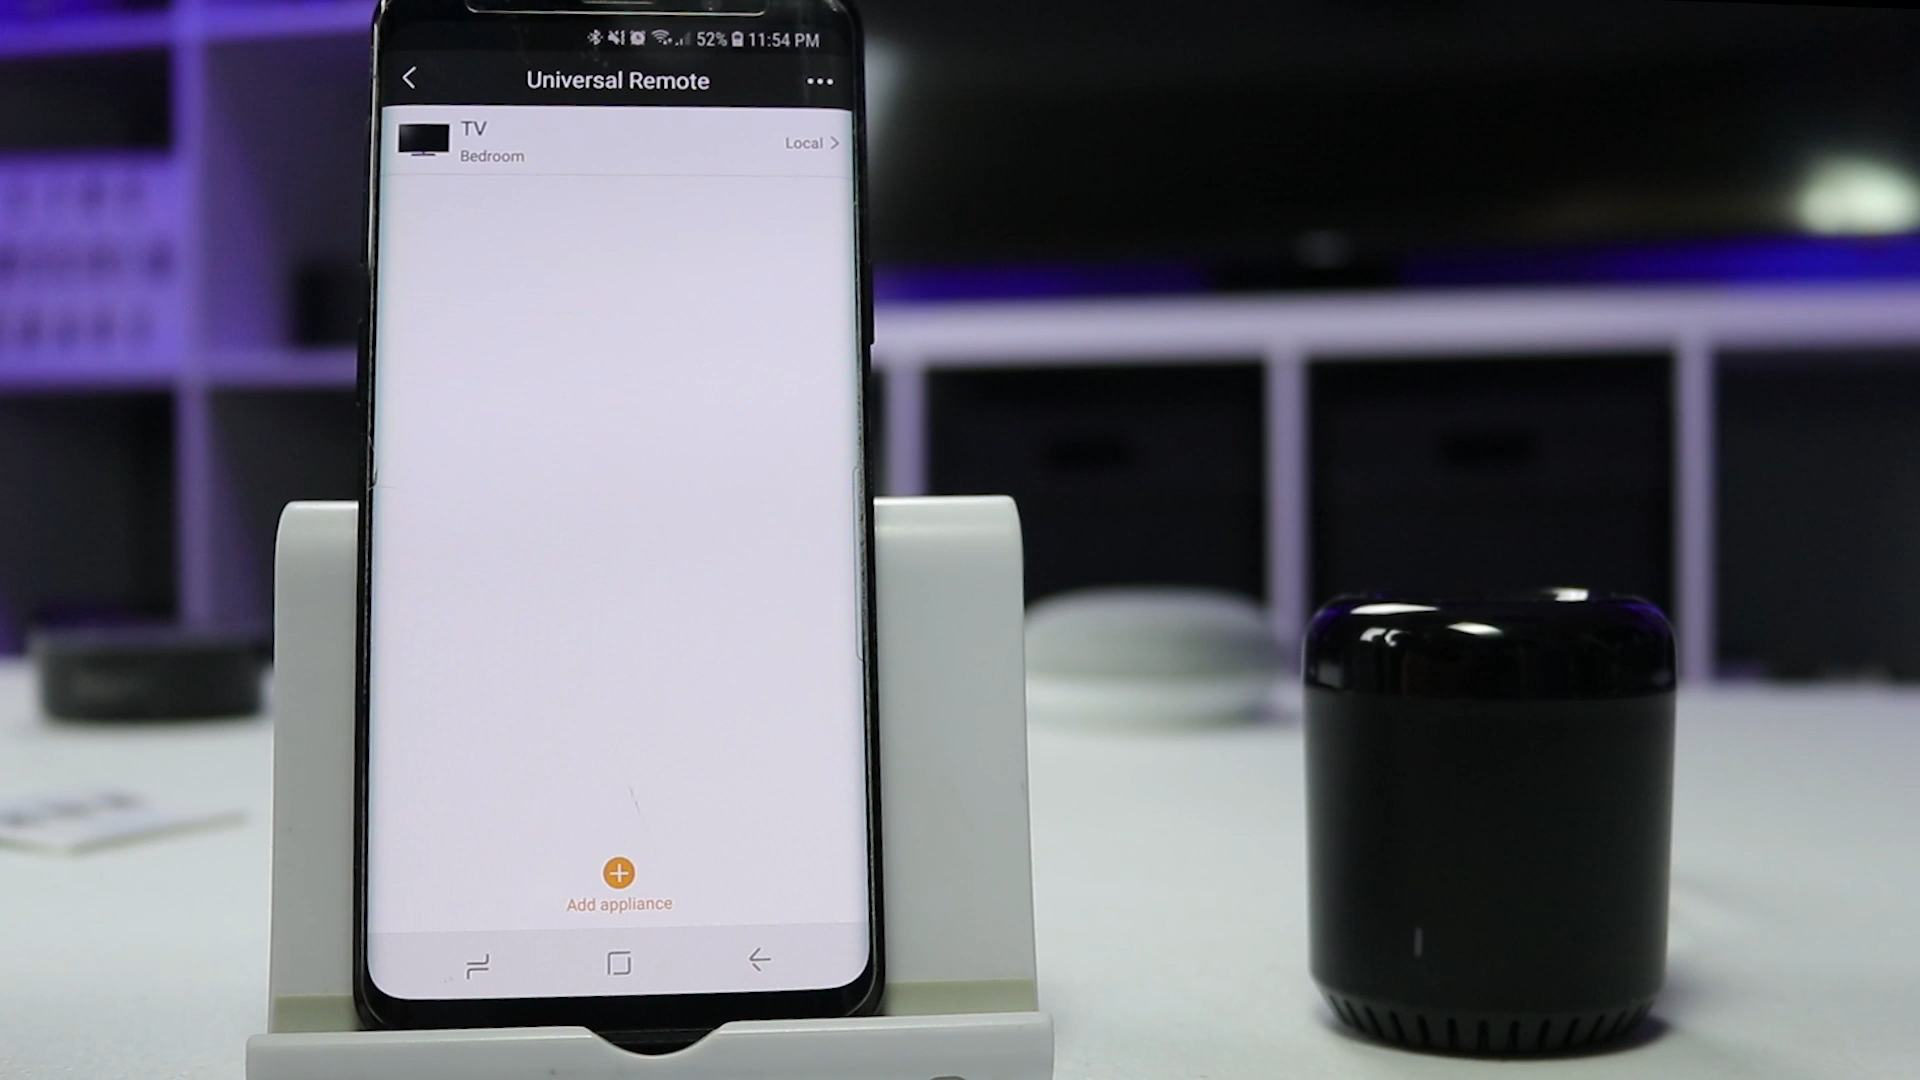 52% 11:54 PM
Universal Remote
TV
Bedroom
Local
Add appliance